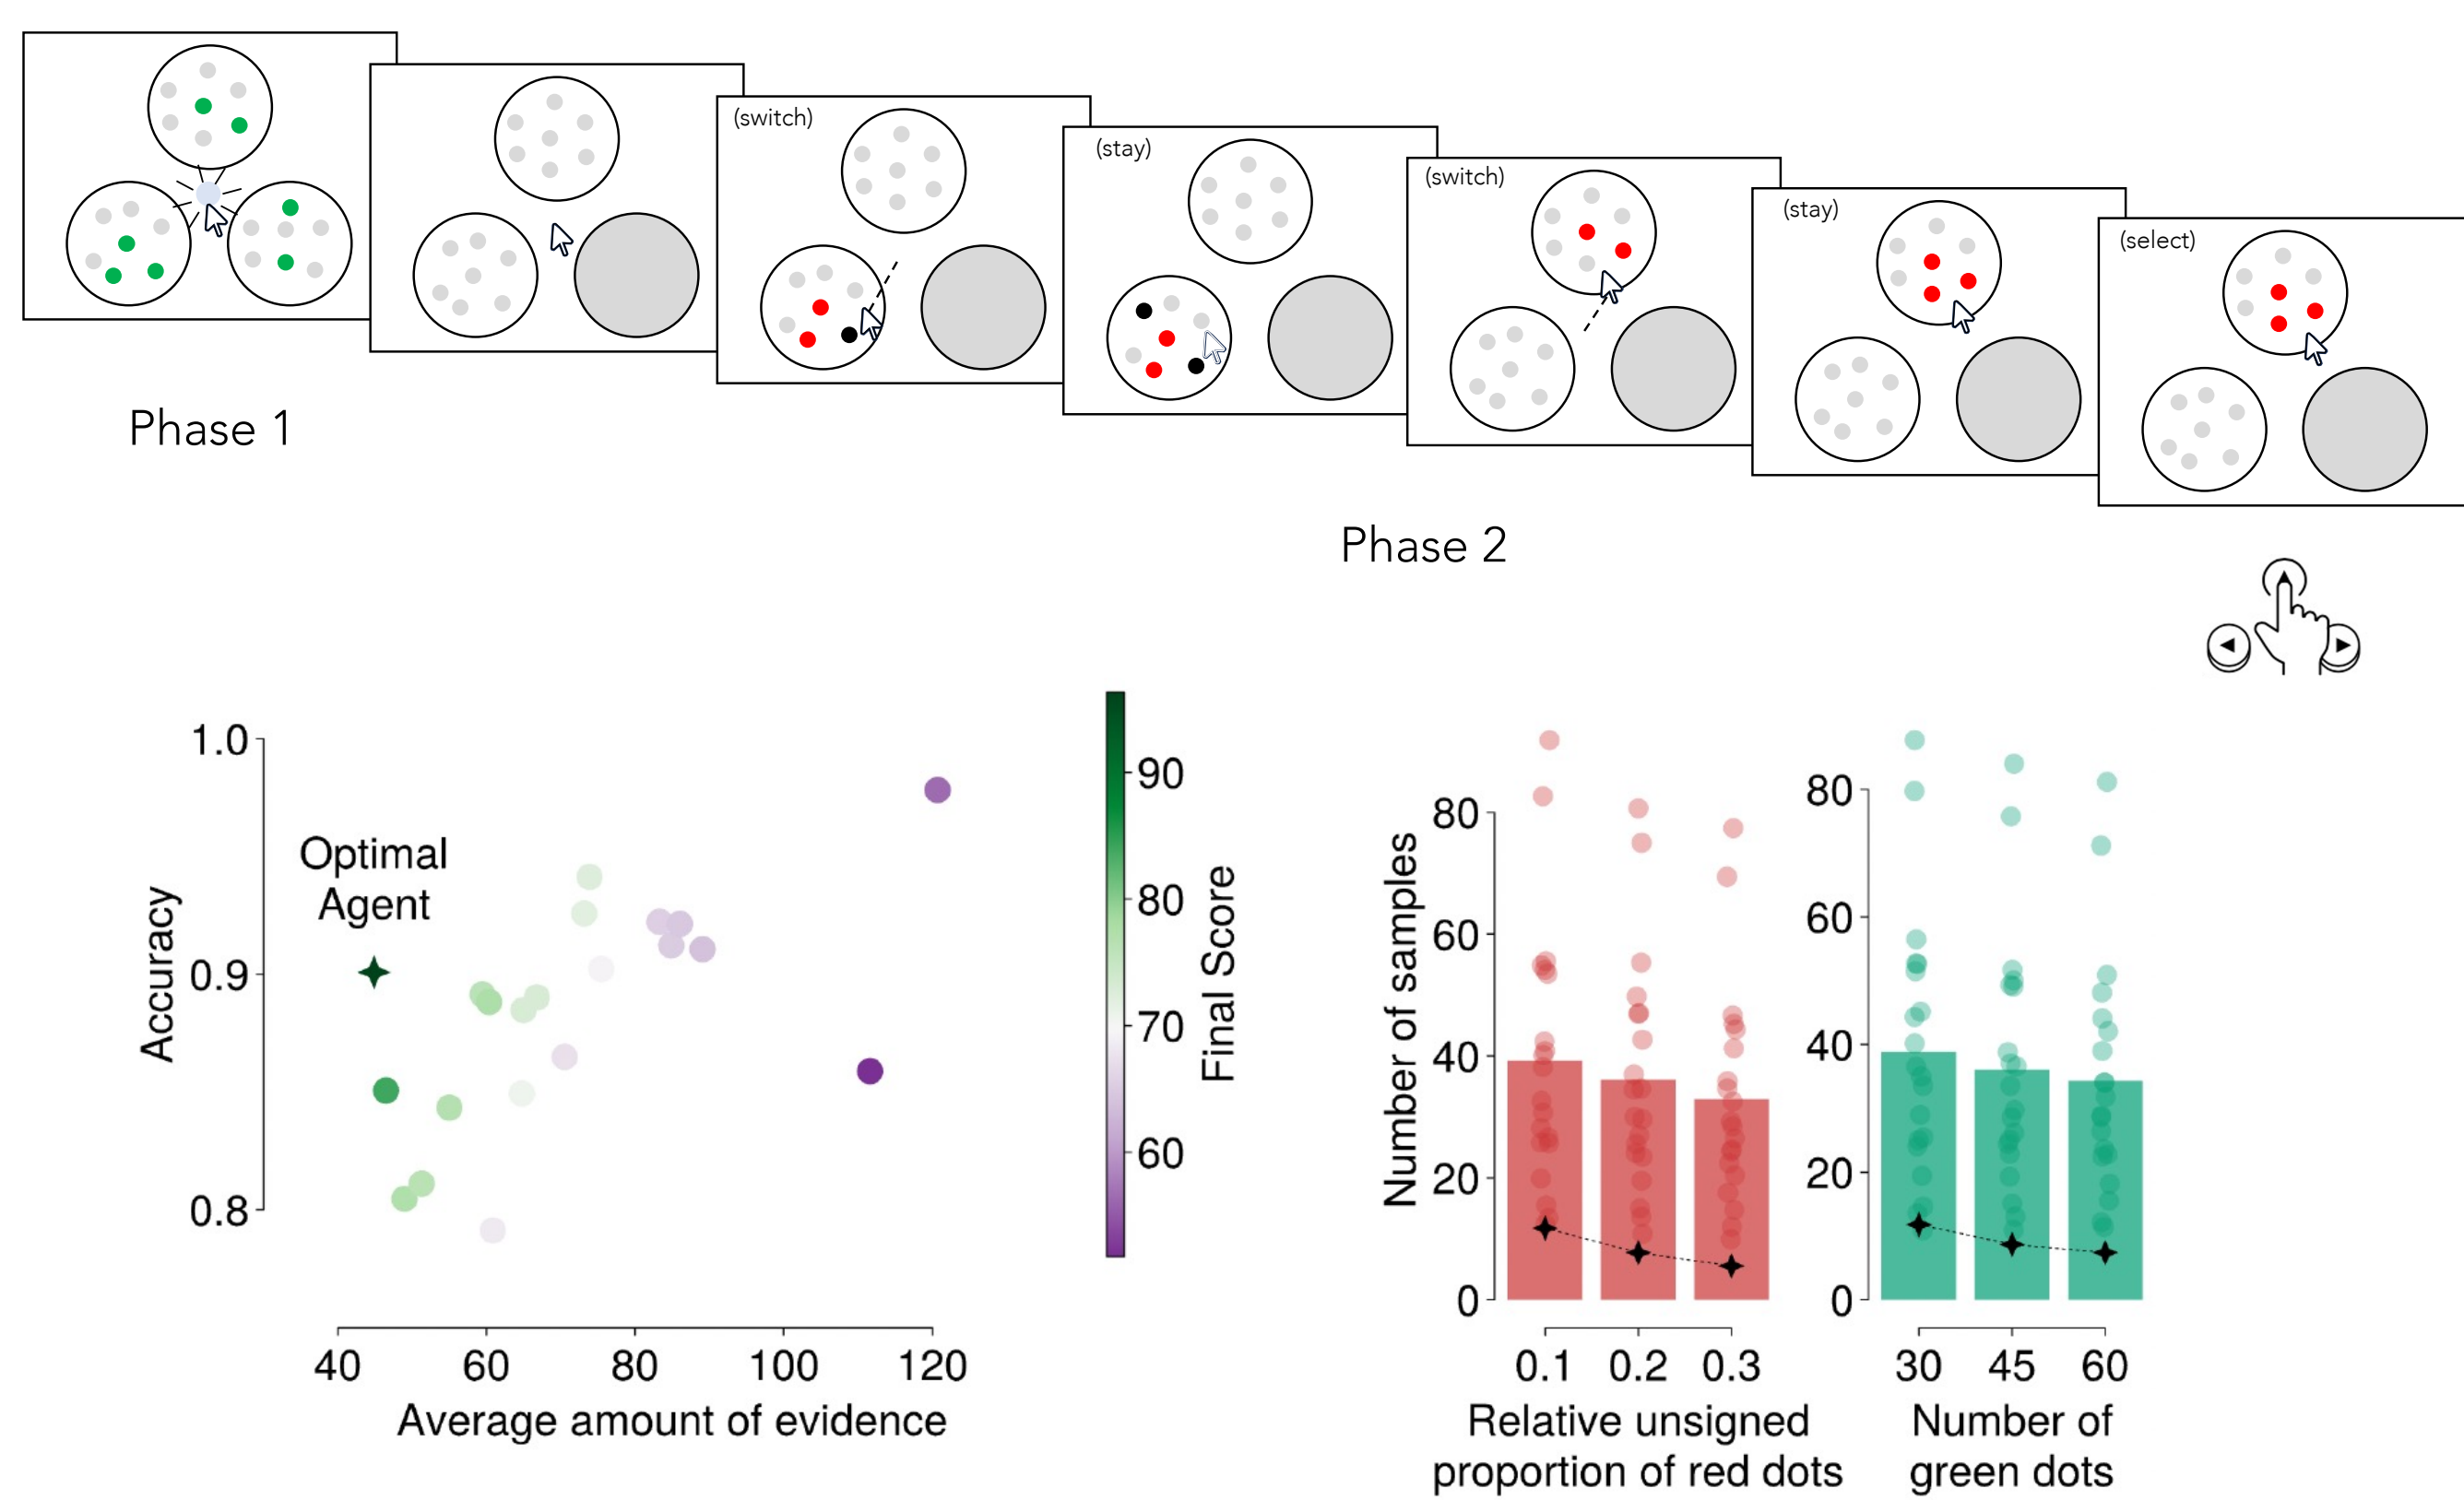 (switch)
(stay)
(switch)
(stay)
(select)
Phase 1
Phase 2
1.0
0.9
0.8
Accuracy
Optimal
Agent
40 60 80 100 120
Average amount of evidence
90
80
70
60
Final Score
80
60
40
20
0
Number of samples
0.1 0.2 0.3
Relative unsigned
proportion of red dots
80
60
40
20
0
30 45 60
Number of
green dots